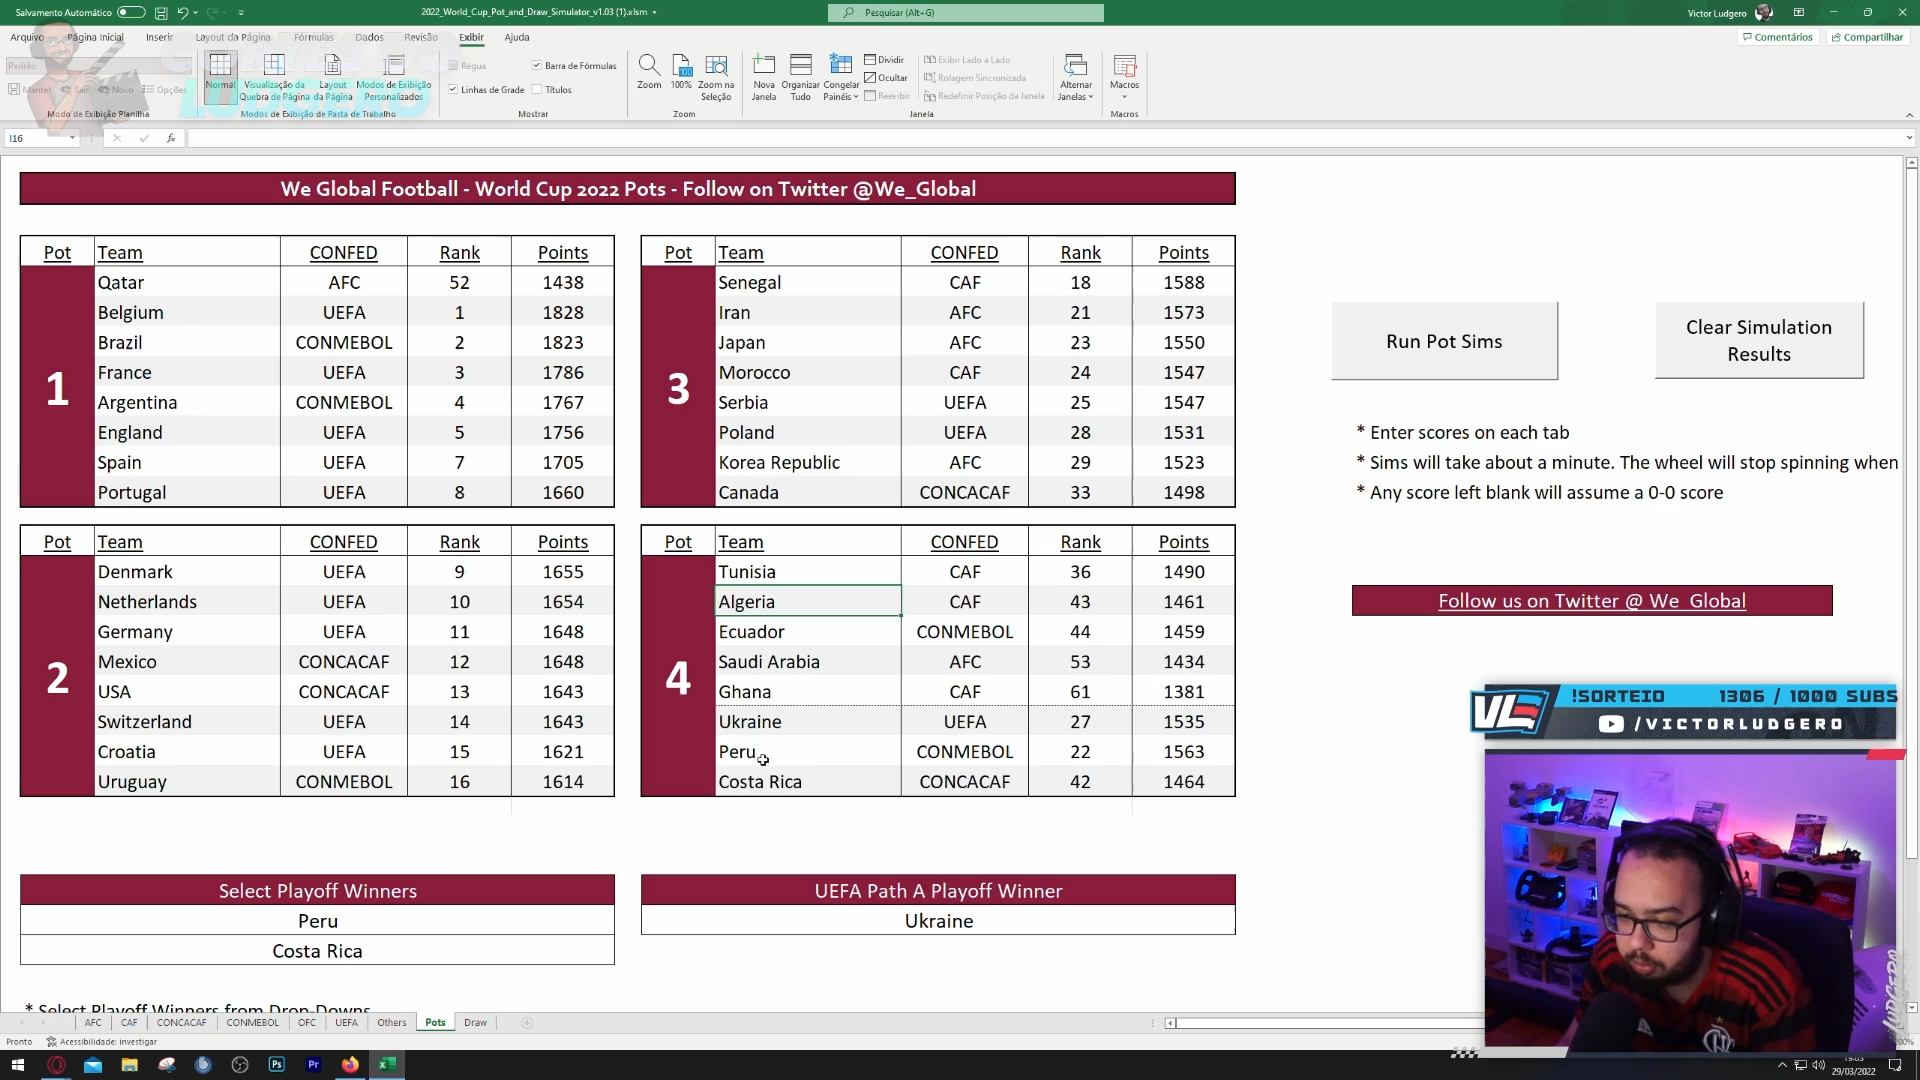 Salvamento Automático
2022_World_Cup_Pot_and_Draw_Simulator_v1.03 (1).xlsm
Pesquisar (Alt+G)
Victor Ludgero
Arquivo Página Inicial Inserir Layout da Página Fórmulas Dados Revisão Exibir Ajuda
Comentários Compartilhar
Padrão
Manter Sair Novo Opções
Modo de Exibição Planilha
Normal Visualização da Quebra de Página Layout da Página Modos de Exibição Personalizados
Modos de Exibição de Pasta de Trabalho
Régua Barra de Fórmulas
Linhas de Grade Títulos
Mostrar
Zoom 100% Zoom na Seleção
Zoom
Nova Janela Organizar Tudo Congelar Painéis
Dividir
Ocultar
Reexibir
Exibir Lado a Lado
Rolagem Sincronizada
Redefinir Posição da Janela
Alternar Janelas
Janela
Macros
Macros
I16
We Global Football - World Cup 2022 Pots - Follow on Twitter @We_Global
Pot Team CONFED Rank Points
1
Qatar AFC 52 1438
Belgium UEFA 1 1828
Brazil CONMEBOL 2 1823
France UEFA 3 1786
Argentina CONMEBOL 4 1767
England UEFA 5 1756
Spain UEFA 7 1705
Portugal UEFA 8 1660
Pot Team CONFED Rank Points
3
Senegal CAF 18 1588
Iran AFC 21 1573
Japan AFC 23 1550
Morocco CAF 24 1547
Serbia UEFA 25 1547
Poland UEFA 28 1531
Korea Republic AFC 29 1523
Canada CONCACAF 33 1498
Run Pot Sims
Clear Simulation Results
* Enter scores on each tab
* Sims will take about a minute. The wheel will stop spinning when
* Any score left blank will assume a 0-0 score
Pot Team CONFED Rank Points
2
Denmark UEFA 9 1655
Netherlands UEFA 10 1654
Germany UEFA 11 1648
Mexico CONCACAF 12 1648
USA CONCACAF 13 1643
Switzerland UEFA 14 1643
Croatia UEFA 15 1621
Uruguay CONMEBOL 16 1614
Pot Team CONFED Rank Points
4
Tunisia CAF 36 1490
Algeria CAF 43 1461
Ecuador CONMEBOL 44 1459
Saudi Arabia AFC 53 1434
Ghana CAF 61 1381
Ukraine UEFA 27 1535
Peru CONMEBOL 22 1563
Costa Rica CONCACAF 42 1464
Follow us on Twitter @ We_Global
!SORTEIO 1306 / 1000 SUBS
/VICTORLUDGERO
Select Playoff Winners
Peru
Costa Rica
UEFA Path A Playoff Winner
Ukraine
* Select Playoff Winners from Drop-Downs
AFC CAF CONCACAF CONMEBOL OFC UEFA Others Pots Draw
Pronto Acessibilidade: investigar
Ps Pr
29/03/2022